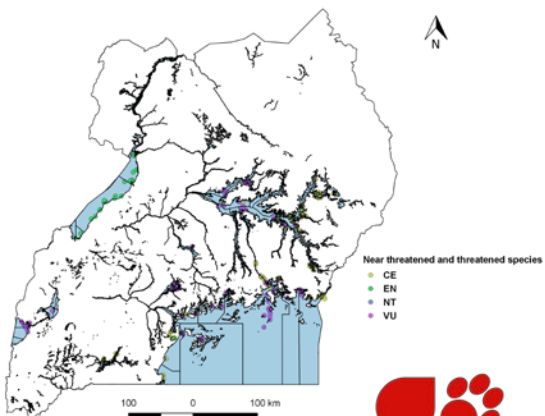 N
Near threatened and threatened species
CE
EN
NT
VU
100 0 100 km